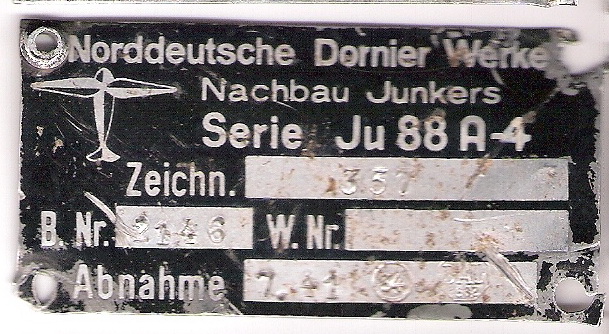 Norddeutsche Dornier Werke
Nachbau Junkers
Serie Ju 88 A-4
Zeichn. 357
B. Nr. 2146 W. Nr.
Abnahme 7.41